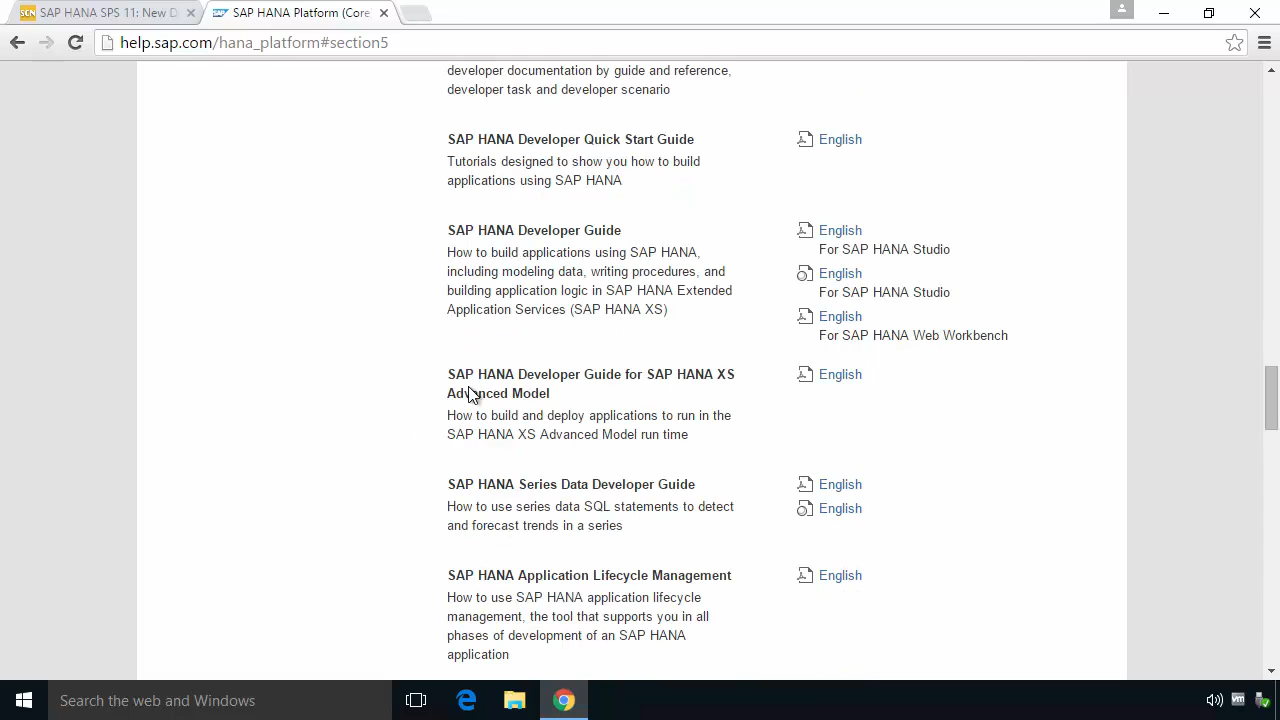 SAP HANA SPS 11: New D
SAP HANA Platform (Core
help.sap.com/hana_platform#section5
developer documentation by guide and reference,
developer task and developer scenario
SAP HANA Developer Quick Start Guide
English
Tutorials designed to show you how to build
applications using SAP HANA
SAP HANA Developer Guide
English
For SAP HANA Studio
How to build applications using SAP HANA,
including modeling data, writing procedures, and
building application logic in SAP HANA Extended
Application Services (SAP HANA XS)
English
For SAP HANA Studio
English
For SAP HANA Web Workbench
SAP HANA Developer Guide for SAP HANA XS
Advanced Model
English
How to build and deploy applications to run in the
SAP HANA XS Advanced Model run time
SAP HANA Series Data Developer Guide
English
How to use series data SQL statements to detect
and forecast trends in a series
English
SAP HANA Application Lifecycle Management
English
How to use SAP HANA application lifecycle
management, the tool that supports you in all
phases of development of an SAP HANA
application
Search the web and Windows